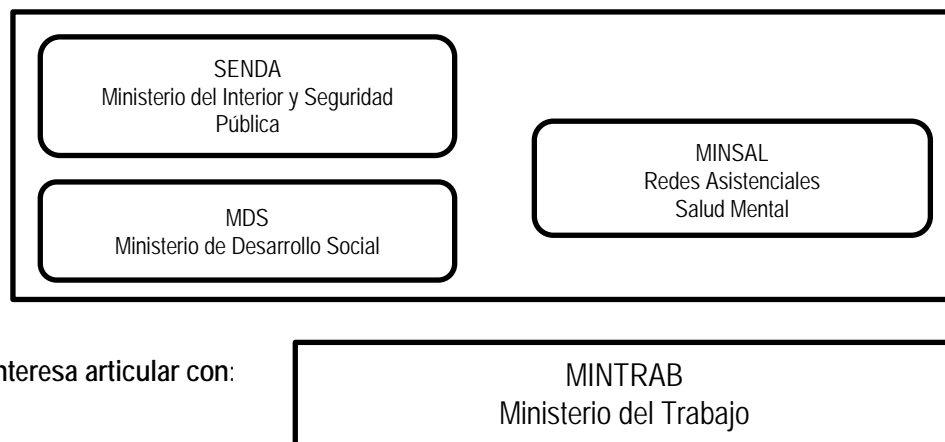 SENDA
Ministerio del Interior y Seguridad
Pública
MDS
Ministerio de Desarrollo Social
MINSAL
Redes Asistenciales
Salud Mental
nteresa articular con:
MINTRAB
Ministerio del Trabajo